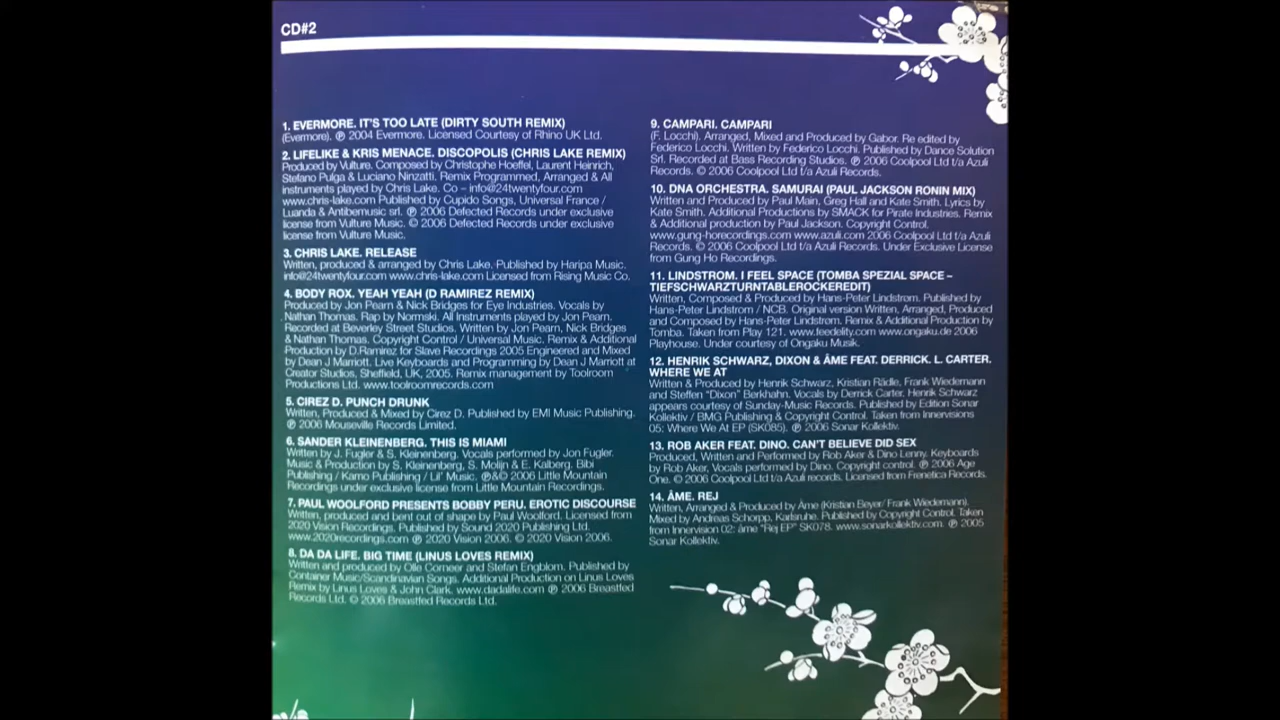 CD#2
1. EVERMORE. IT'S TOO LATE (DIRTY SOUTH REMIX)
(Evermore). ℗ 2004 Evermore. Licensed Courtesy of Rhino UK Ltd.
2. LIFELIKE & KRIS MENACE. DISCOPOLIS (CHRIS LAKE REMIX)
Produced by Vulture. Composed by Christophe Hoeffel, Laurent Heinrich,
Stefano Pulga & Luciano Ninzatti. Remix Programmed, Arranged & All
instruments played by Chris Lake. Co – info@24twentyfour.com
www.chris-lake.com Published by Cupido Songs, Universal France /
Luanda & Antibemusic srl. ℗ 2006 Defected Records under exclusive
license from Vulture Music. © 2006 Defected Records under exclusive
license from Vulture Music.
3. CHRIS LAKE. RELEASE
Written, produced & arranged by Chris Lake. Published by Haripa Music.
info@24twentyfour.com www.chris-lake.com Licensed from Rising Music Co.
4. BODY ROX. YEAH YEAH (D RAMIREZ REMIX)
Produced by Jon Pearn & Nick Bridges for Eye Industries. Vocals by
Nathan Thomas. Rap by Normski. All Instruments played by Jon Pearn.
Recorded at Beverley Street Studios. Written by Jon Pearn, Nick Bridges
& Nathan Thomas. Copyright Control / Universal Music. Remix & Additional
Production by D.Ramirez for Slave Recordings 2005 Engineered and Mixed
by Dean J Marriott. Live Keyboards and Programming by Dean J Marriott at
Creator Studios, Sheffield, UK, 2005. Remix management by Toolroom
Productions Ltd. www.toolroomrecords.com
5. CIREZ D. PUNCH DRUNK
Written, Produced & Mixed by Cirez D. Published by EMI Music Publishing.
℗ 2006 Mouseville Records Limited.
6. SANDER KLEINENBERG. THIS IS MIAMI
Written by J. Fugler & S. Kleinenberg. Vocals performed by Jon Fugler.
Music & Production by S. Kleinenberg, S. Molijn & E. Kalberg. Bibi
Publishing / Kamo Publishing / Lil' Music. ℗&© 2006 Little Mountain
Recordings under exclusive license from Little Mountain Recordings.
7. PAUL WOOLFORD PRESENTS BOBBY PERU. EROTIC DISCOURSE
Written, produced and bent out of shape by Paul Woolford. Licensed from
2020 Vision Recordings. Published by Sound 2020 Publishing Ltd.
www.2020recordings.com ℗ 2020 Vision 2006. © 2020 Vision 2006.
8. DA DA LIFE. BIG TIME (LINUS LOVES REMIX)
Written and produced by Olle Corneer and Stefan Engblom. Published by
Container Music/Scandinavian Songs. Additional Production on Linus Loves
Remix by Linus Loves & John Clark. www.dadalife.com ℗ 2006 Breastfed
Records Ltd. © 2006 Breastfed Records Ltd.
9. CAMPARI. CAMPARI
(F. Locchi). Arranged, Mixed and Produced by Gabor. Re edited by
Federico Locchi. Written by Federico Locchi. Published by Dance Solution
Srl. Recorded at Bass Recording Studios. ℗ 2006 Coolpool Ltd t/a Azuli
Records. © 2006 Coolpool Ltd t/a Azuli Records.
10. DNA ORCHESTRA. SAMURAI (PAUL JACKSON RONIN MIX)
Written and Produced by Paul Main, Greg Hall and Kate Smith. Lyrics by
Kate Smith. Additional Productions by SMACK for Pirate Industries. Remix
& Additional production by Paul Jackson. Copyright Control.
www.gung-horecordings.com www.azuli.com 2006 Coolpool Ltd t/a Azuli
Records. © 2006 Coolpool Ltd t/a Azuli Records. Under Exclusive License
from Gung Ho Recordings.
11. LINDSTROM. I FEEL SPACE (TOMBA SPEZIAL SPACE –
TIEFSCHWARZTURNTABLEROCKEREDIT)
Written, Composed & Produced by Hans-Peter Lindstrøm. Published by
Hans-Peter Lindstrøm / NCB. Original version Written, Arranged, Produced
and Composed by Hans-Peter Lindstrøm. Remix & Additional Production by
Tomba. Taken from Play 121. www.feedelity.com www.ongaku.de 2006
Playhouse. Under courtesy of Ongaku Musik.
12. HENRIK SCHWARZ, DIXON & ÂME FEAT. DERRICK. L. CARTER.
WHERE WE AT
Written & Produced by Henrik Schwarz, Kristian Rädle, Frank Wiedemann
and Steffen "Dixon" Berkhahn. Vocals by Derrick Carter. Henrik Schwarz
appears courtesy of Sunday-Music Records. Published by Edition Sonar
Kollektiv / BMG Publishing & Copyright Control. Taken from Innervisions
05: Where We At EP (SK085). ℗ 2006 Sonar Kollektiv.
13. ROB AKER FEAT. DINO. CAN'T BELIEVE DID SEX
Produced, Written and Performed by Rob Aker & Dino Lenny. Keyboards
by Rob Aker, Vocals performed by Dino. Copyright control. ℗ 2006 Age
One. © 2006 Coolpool Ltd t/a Azuli records. Licensed from Frenetica Records.
14. ÂME. REJ
Written, Arranged & Produced by Âme (Kristian Beyer/ Frank Wiedemann).
Mixed by Andreas Schorpp, Karlsruhe. Published by Copyright Control. Taken
from Innervision 02: âme "Rej EP" SK078. www.sonarkollektiv.com. ℗ 2005
Sonar Kollektiv.